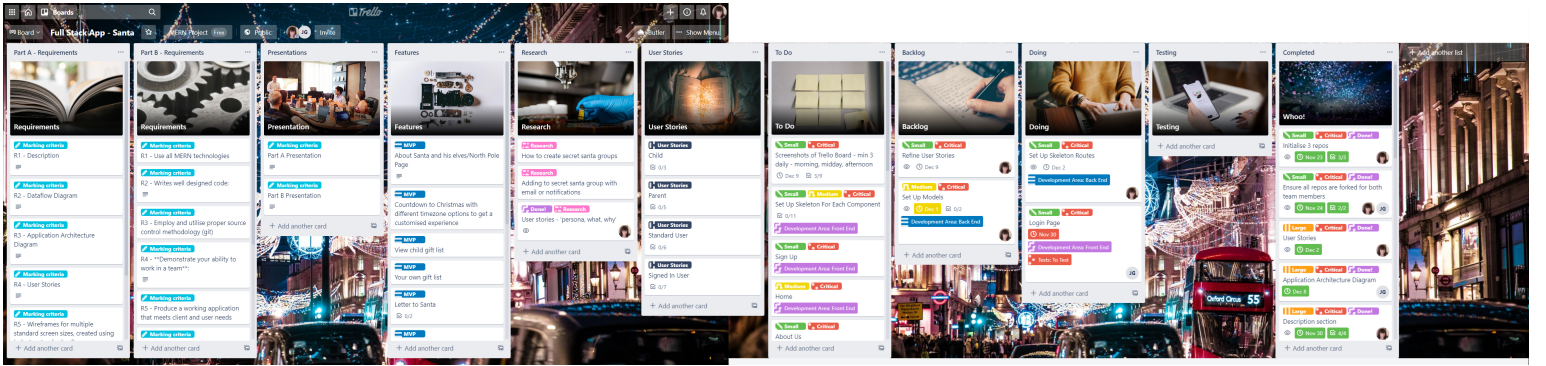 Boards
Trello
Board
Full Stack App - Santa
MERN Project Free
Public
JG
Invite
Butler
Show Menu
Part A - Requirements
Requirements
Marking criteria
R1 - Description
Marking criteria
R2 - Dataflow Diagram
Marking criteria
R3 - Application Architecture
Diagram
Marking criteria
R4 - User Stories
Marking criteria
R5 - Wireframes for multiple
standard screen sizes, created using
+ Add another card
Part B - Requirements
Requirements
Marking criteria
R1 - Use all MERN technologies
Marking criteria
R2 - Writes well designed code:
Marking criteria
R3 - Employ and utilise proper source
control methodology (git)
Marking criteria
R4 - **Demonstrate your ability to
work in a team**:
Marking criteria
R5 - Produce a working application
that meets client and user needs
Marking criteria
+ Add another card
Presentations
Presentation
Marking criteria
Part A Presentation
Marking criteria
Part B Presentation
+ Add another card
Features
Features
MVP
About Santa and his elves/North Pole
Page
MVP
Countdown to Christmas with
different timezone options to get a
customised experience
MVP
View child gift list
MVP
Your own gift list
MVP
Letter to Santa
0/2
MVP
+ Add another card
Research
Research
Research
How to create secret santa groups
Research
Adding to secret santa group with
email or notifications
Done! Research
User stories - 'persona, what, why'
+ Add another card
User Stories
User Stories
User Stories
Child
0/3
User Stories
Parent
0/5
User Stories
Standard User
0/6
User Stories
Signed In User
0/7
+ Add another card
To Do
To Do
Small Critical
Screenshots of Trello Board - min 3
daily - morning, midday, afternoon
Dec 9 5/9
Small Medium Critical
Set Up Skeleton For Each Component
0/11
Development Area: Front End
Small Critical
Sign Up
Development Area: Front End
Medium Critical
Home
Development Area: Front End
Small Critical
About Us
+ Add another card
Backlog
Backlog
Small Critical
Refine User Stories
Dec 9
Medium Critical
Set Up Models
Dec 1 0/2
Development Area: Back End
+ Add another card
Doing
Doing
Small Critical
Set Up Skeleton Routes
Dec 2
Development Area: Back End
Small Critical
Login Page
Nov 30
Development Area: Front End
Tests: To Test
JG
+ Add another card
Testing
Testing
+ Add another card
Completed
Whoo!
Small Critical Done!
Initialise 3 repos
Nov 23 3/3
Small Critical Done!
Ensure all repos are forked for both
team members
Nov 24 2/2
JG
Large Critical Done!
User Stories
Dec 2
Large Critical Done!
Application Architecture Diagram
Dec 9
JG
Large Critical Done!
Description section
Nov 30 4/4
+ Add another card
+ Add another list
Oxford Circus 55